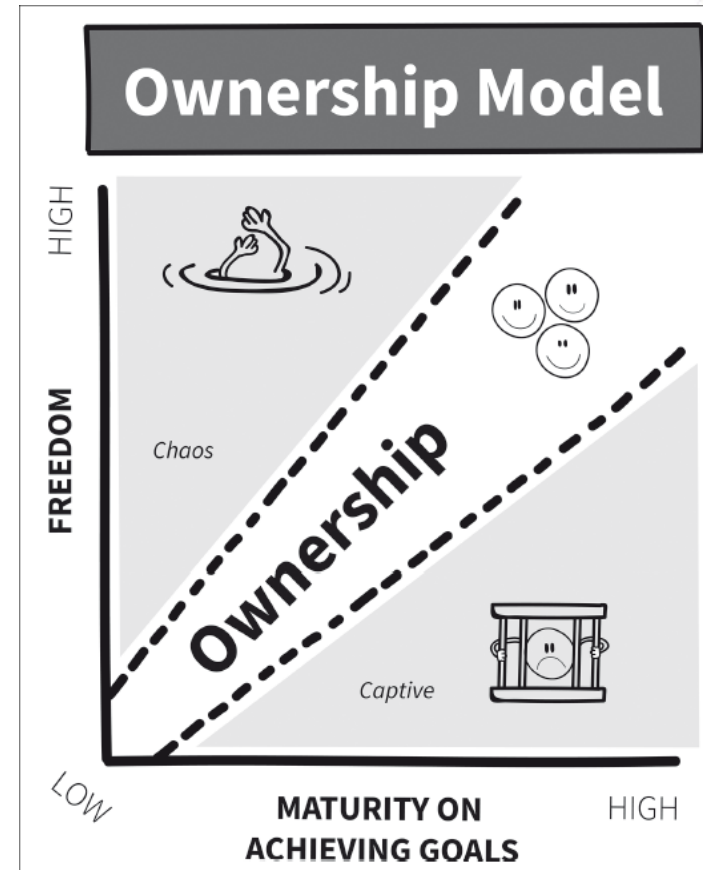 Ownership Model
HIGH
FREEDOM
Chaos
Ownership
Captive
LOW
MATURITY ON
ACHIEVING GOALS
HIGH